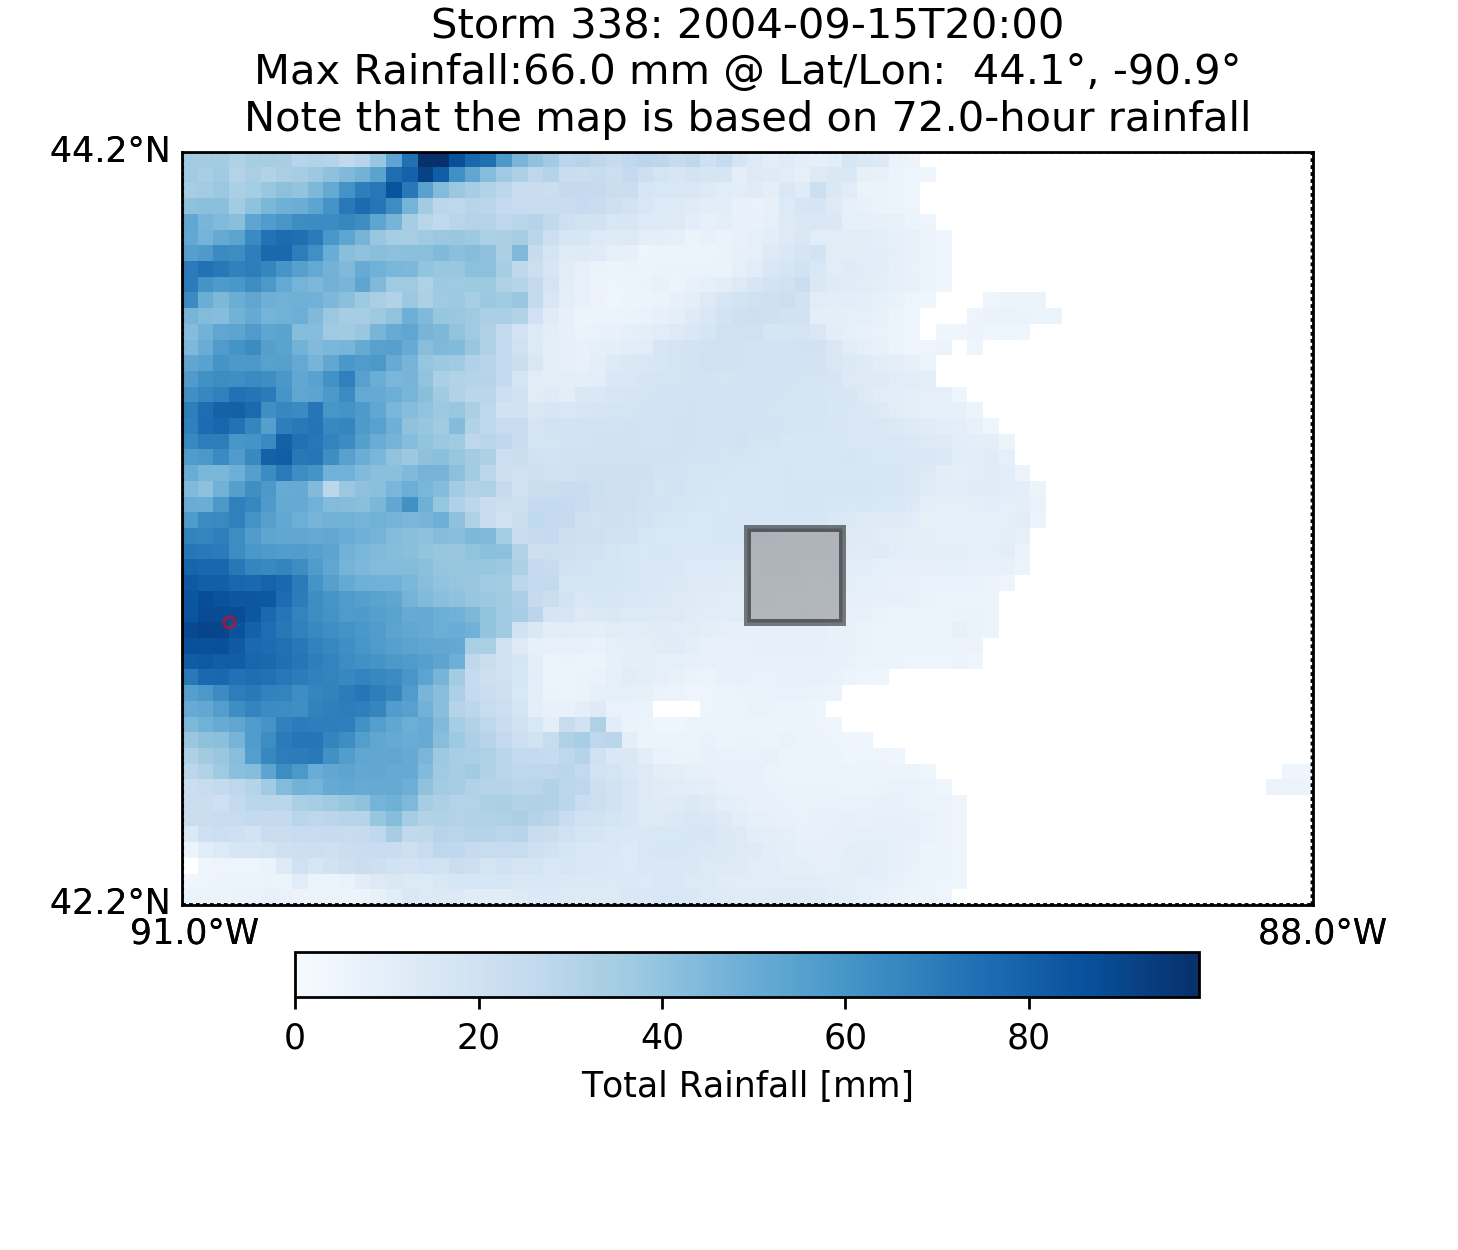 Storm 338: 2004-09-15T20:00
Max Rainfall:66.0 mm @ Lat/Lon:  44.1°, -90.9°
Note that the map is based on 72.0-hour rainfall
44.2°N
42.2°N
91.0°W
88.0°W
0
20
40
60
80
Total Rainfall [mm]